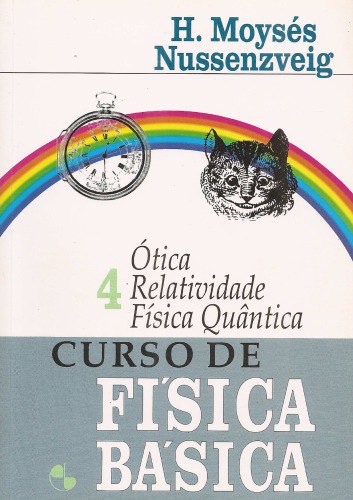 H. Moysés
Nussenzveig
Ótica
4 Relatividade
Física Quântica
CURSO DE
FÍSICA
BÁSICA